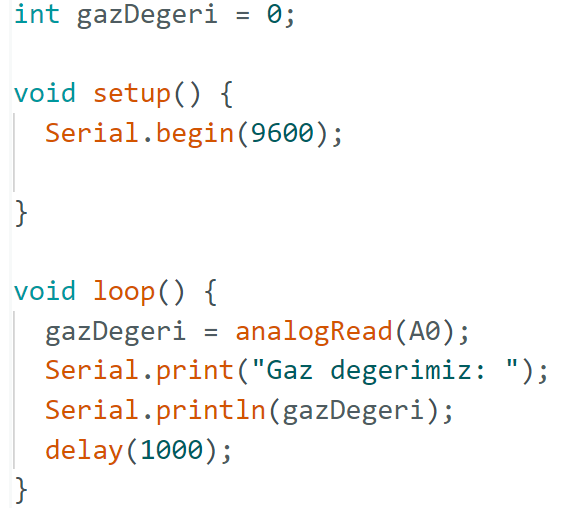 int gazDegeri = 0;
void setup() {
Serial.begin(9600);
}
void loop() {
gazDegeri = analogRead(A0);
Serial.print("Gaz degerimiz: ");
Serial.println(gazDegeri);
delay(1000);
}